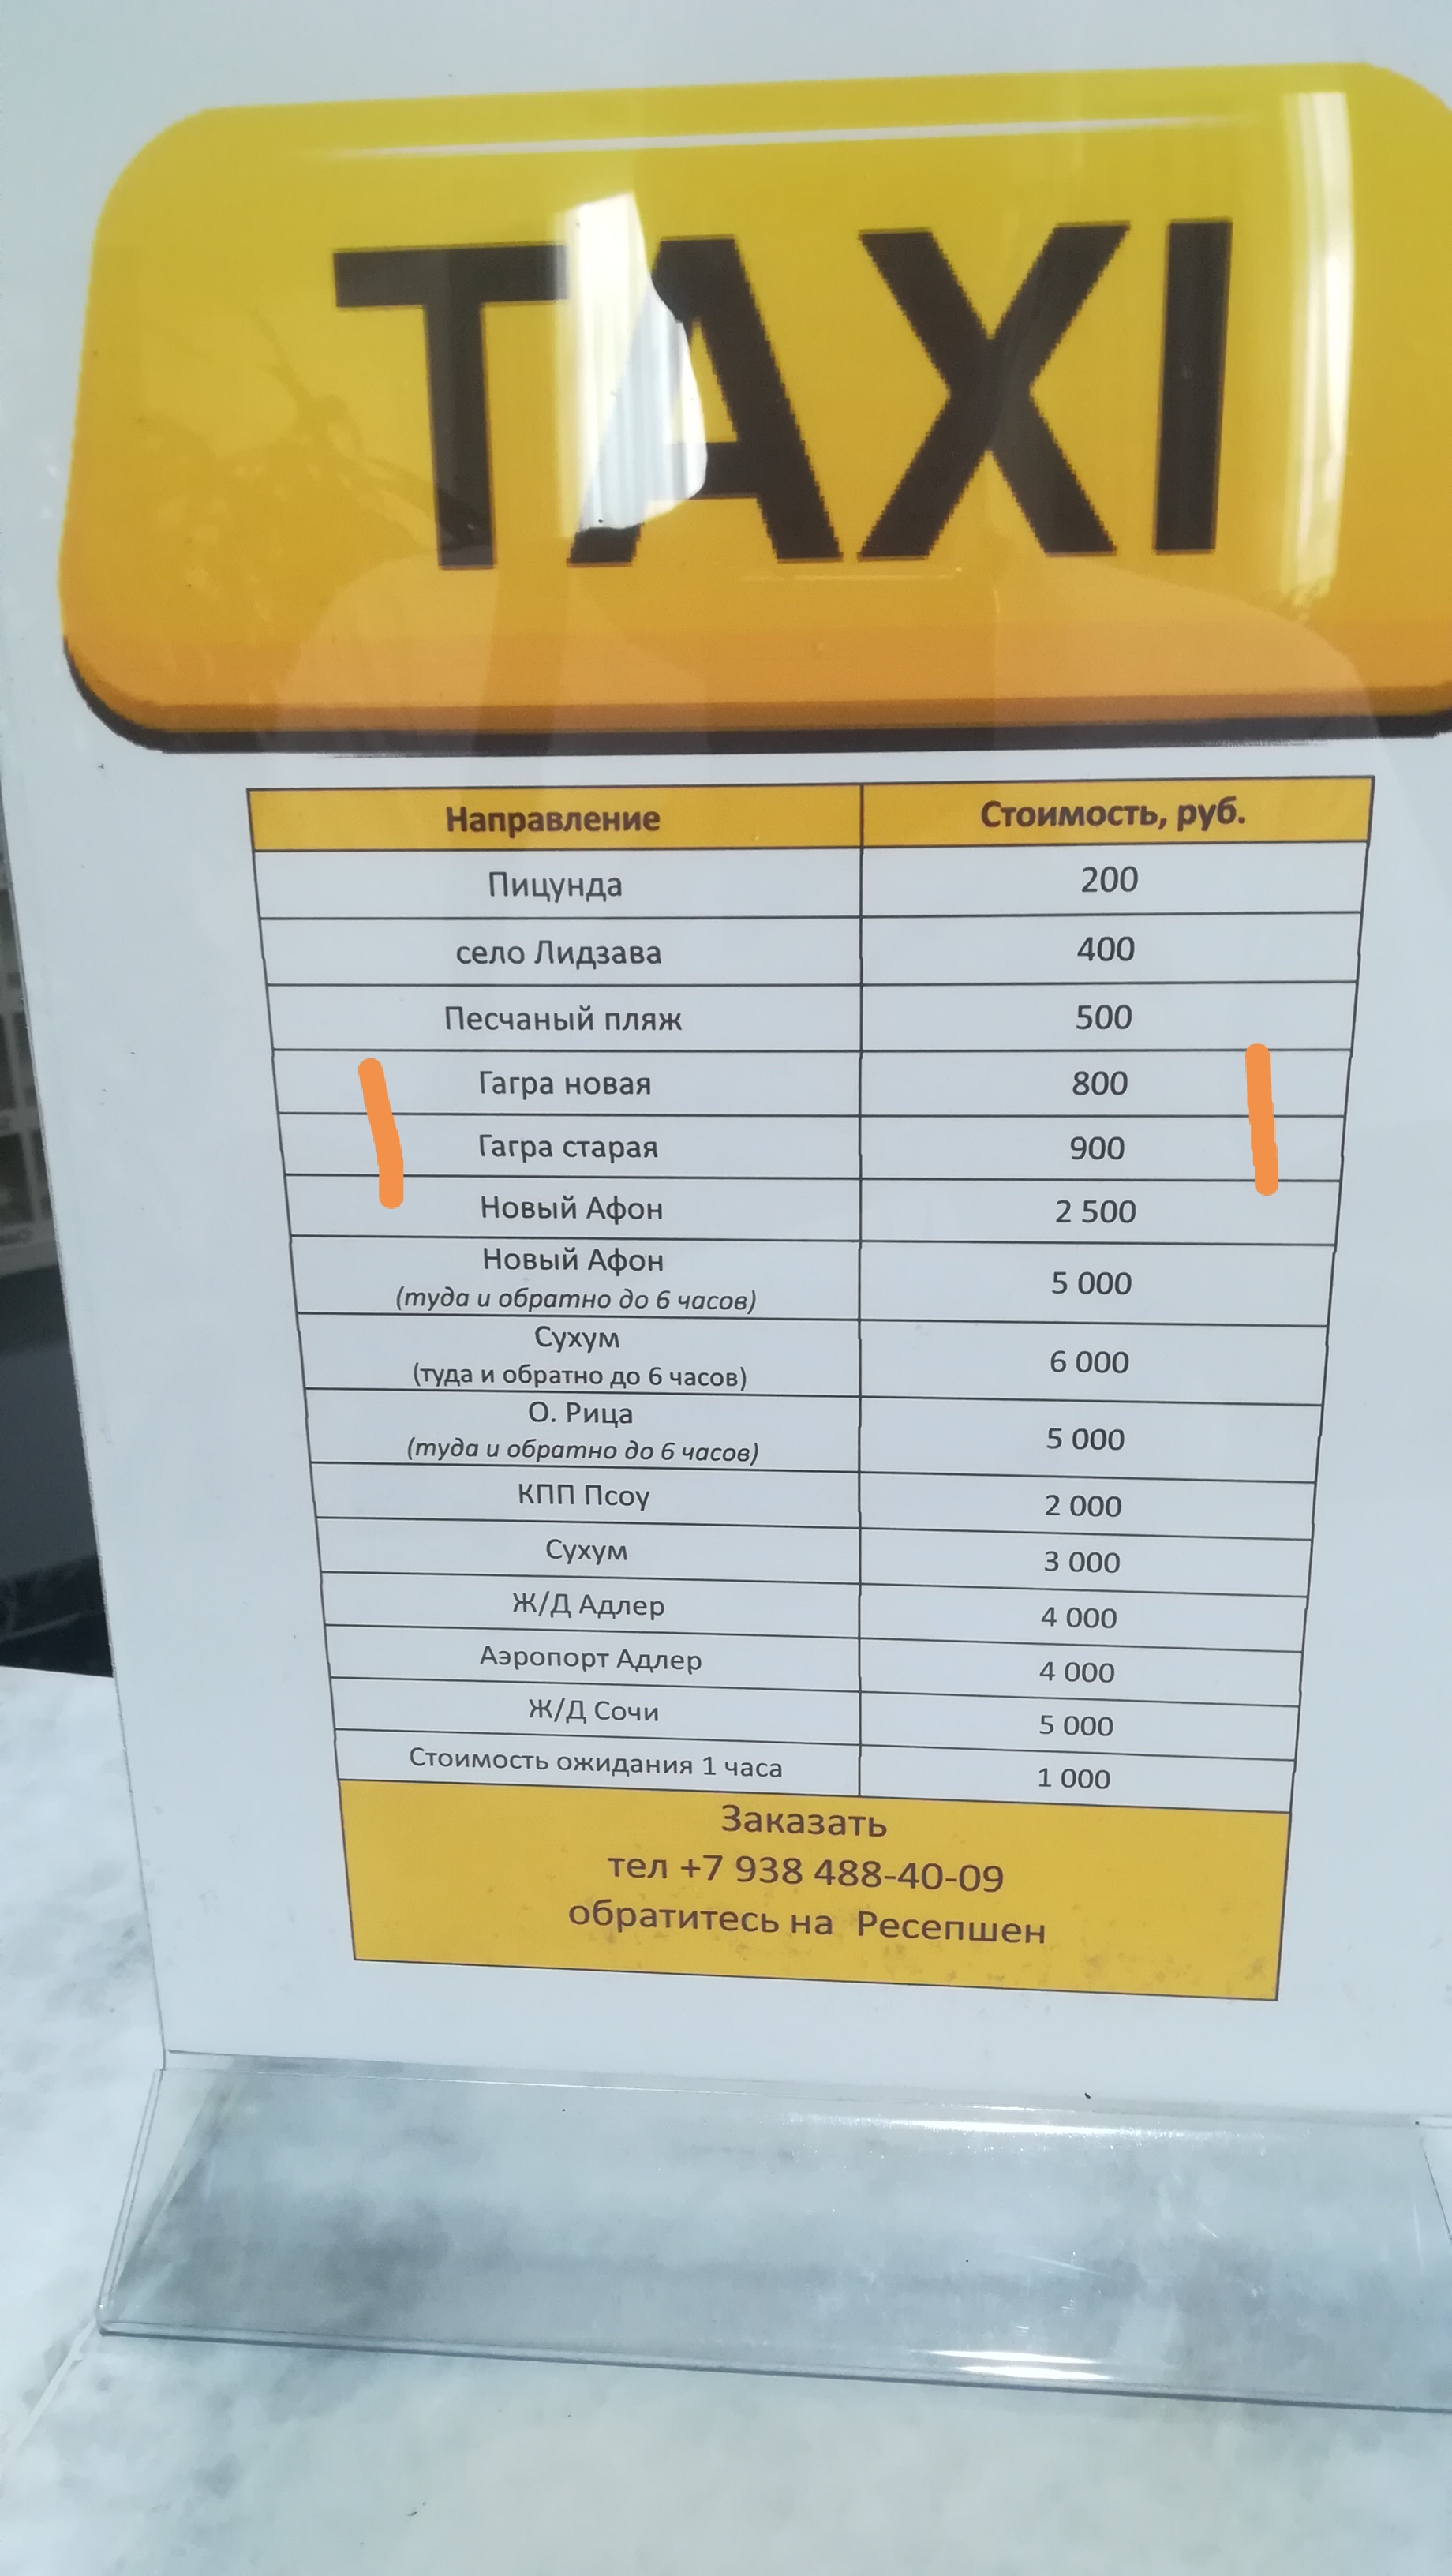 TAXI
Направление Стоимость, руб.
Пицунда 200
село Лидзава 400
Песчаный пляж 500
Гагра новая 800
Гагра старая 900
Новый Афон 2 500
Новый Афон
(туда и обратно до 6 часов) 5 000
Сухум
(туда и обратно до 6 часов) 6 000
О. Рица
(туда и обратно до 6 часов) 5 000
КПП Псоу 2 000
Сухум 3 000
Ж/Д Адлер 4 000
Аэропорт Адлер 4 000
Ж/Д Сочи 5 000
Стоимость ожидания 1 часа 1 000
Заказать
тел +7 938 488-40-09
обратитесь на Ресепшен